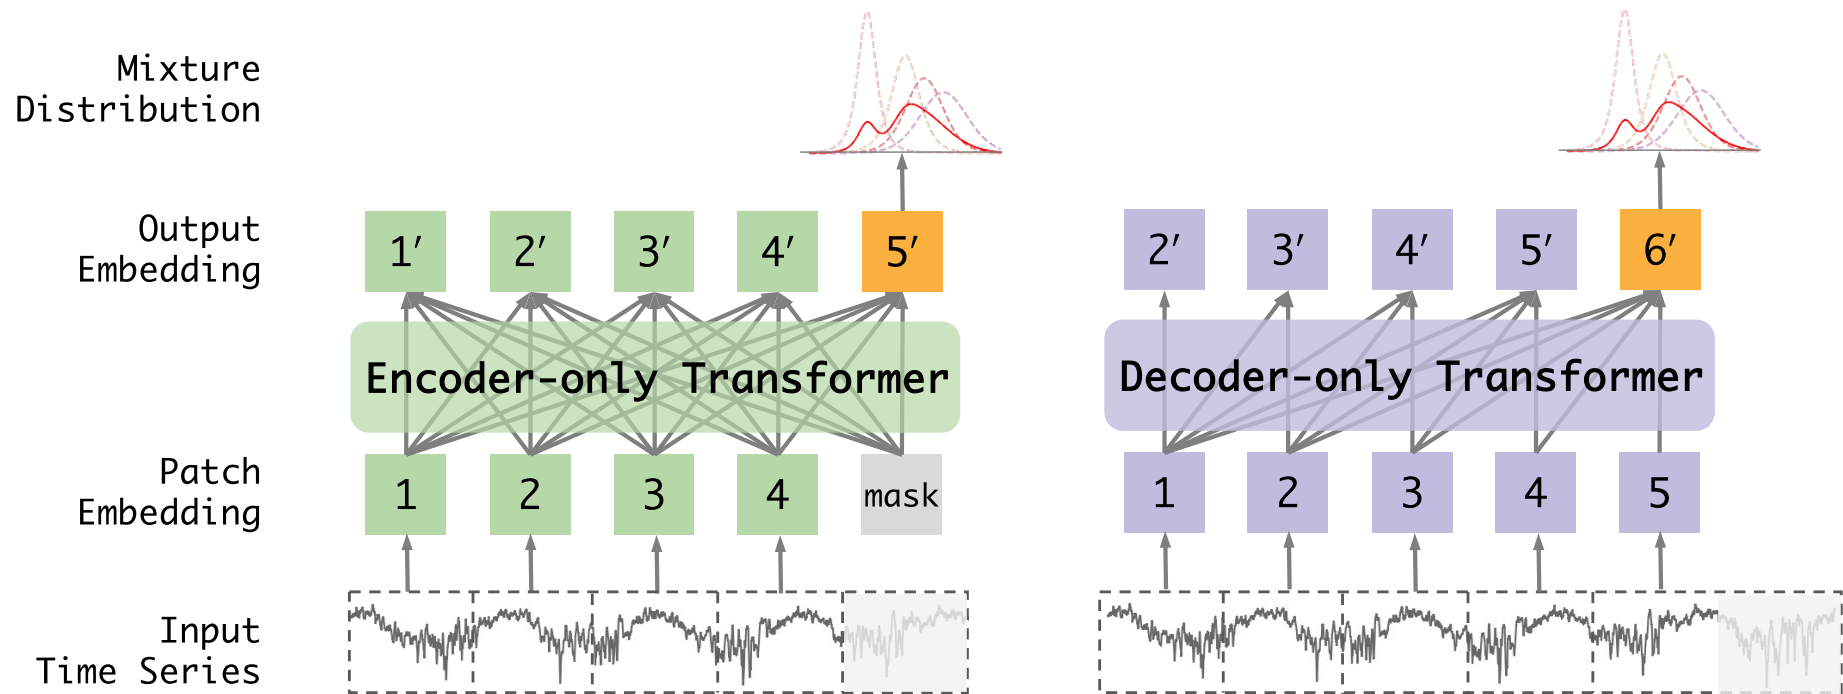 Mixture
Distribution
Output
Embedding
1′ 2′ 3′ 4′ 5′
2′ 3′ 4′ 5′ 6′
Encoder-only Transformer
Decoder-only Transformer
Patch
Embedding
1 2 3 4 mask
1 2 3 4 5
Input
Time Series